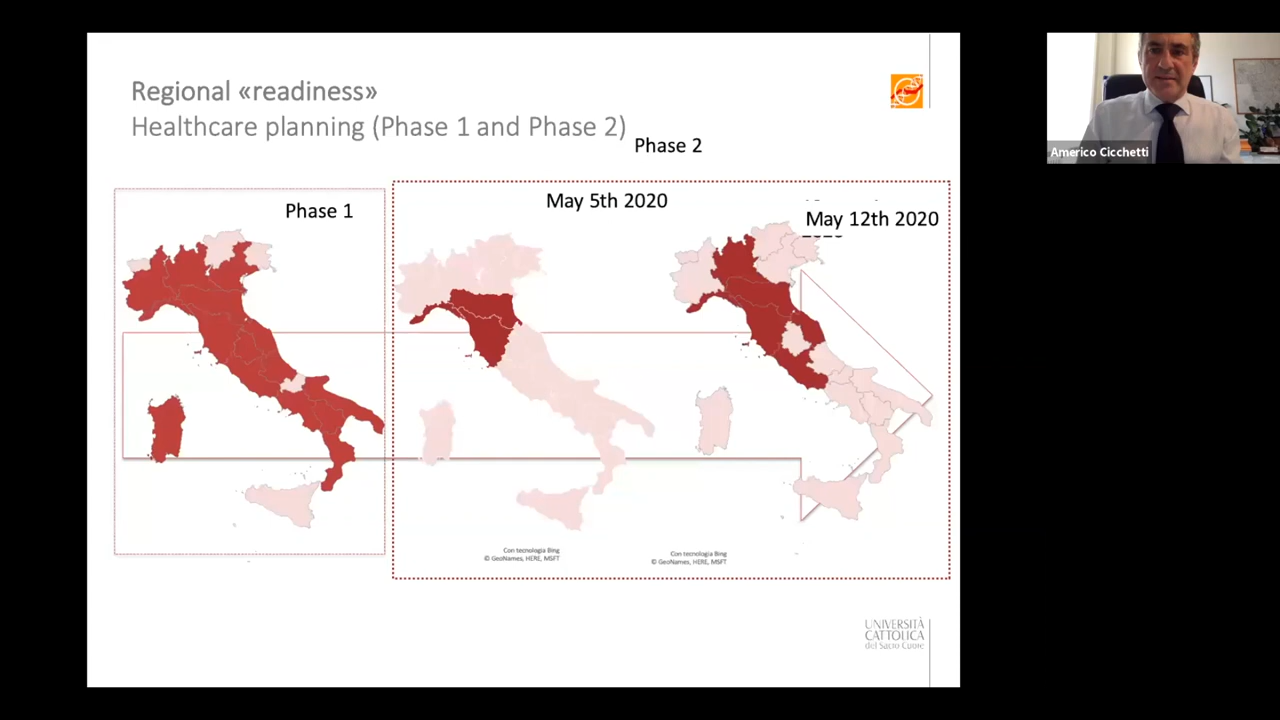 Regional «readiness»
Healthcare planning (Phase 1 and Phase 2)
Phase 2
Americo Cicchetti
Phase 1
May 5th 2020
May 12th 2020
Con tecnologia Bing
© GeoNames, HERE, MSFT
Con tecnologia Bing
© GeoNames, HERE, MSFT
UNIVERSITÀ
CATTOLICA
del Sacro Cuore